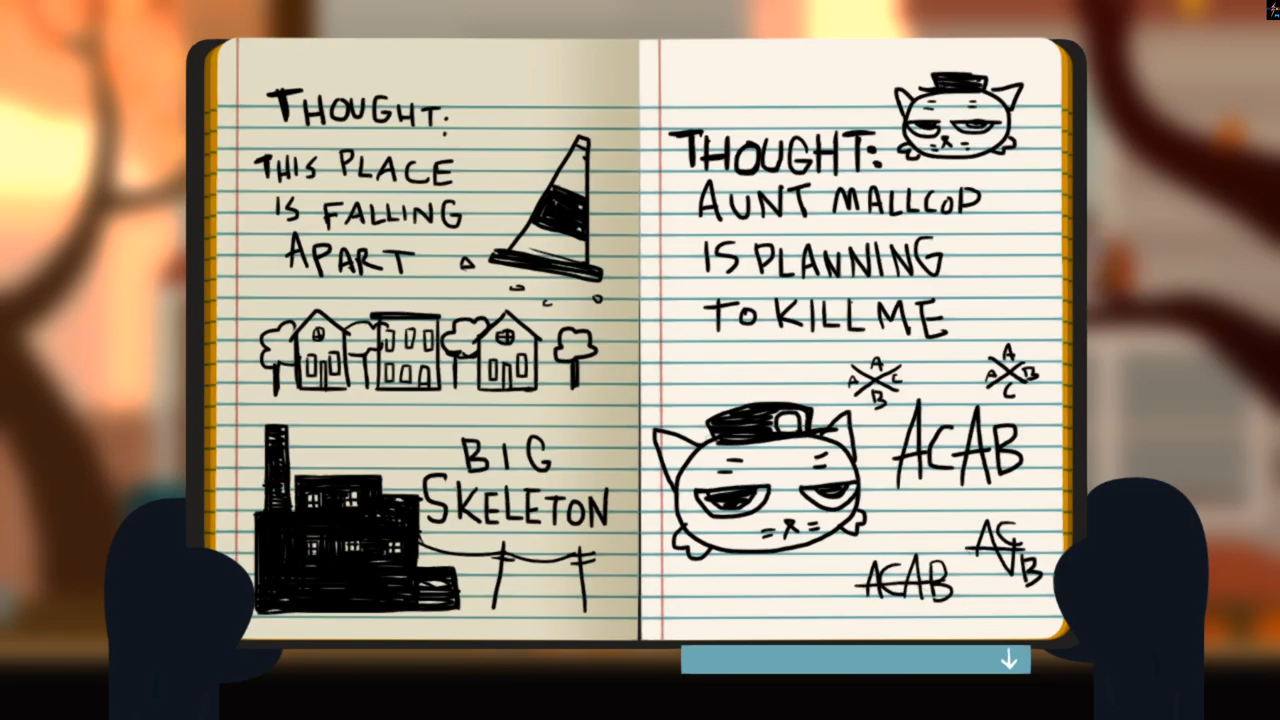 THOUGHT:
THIS PLACE
IS FALLING
APART
BIG
SKELETON
THOUGHT:
AUNT MALLCOP
IS PLANNING
TO KILL ME
A
A C
B
A
A B
C
ACAB
ACAB
ACAB